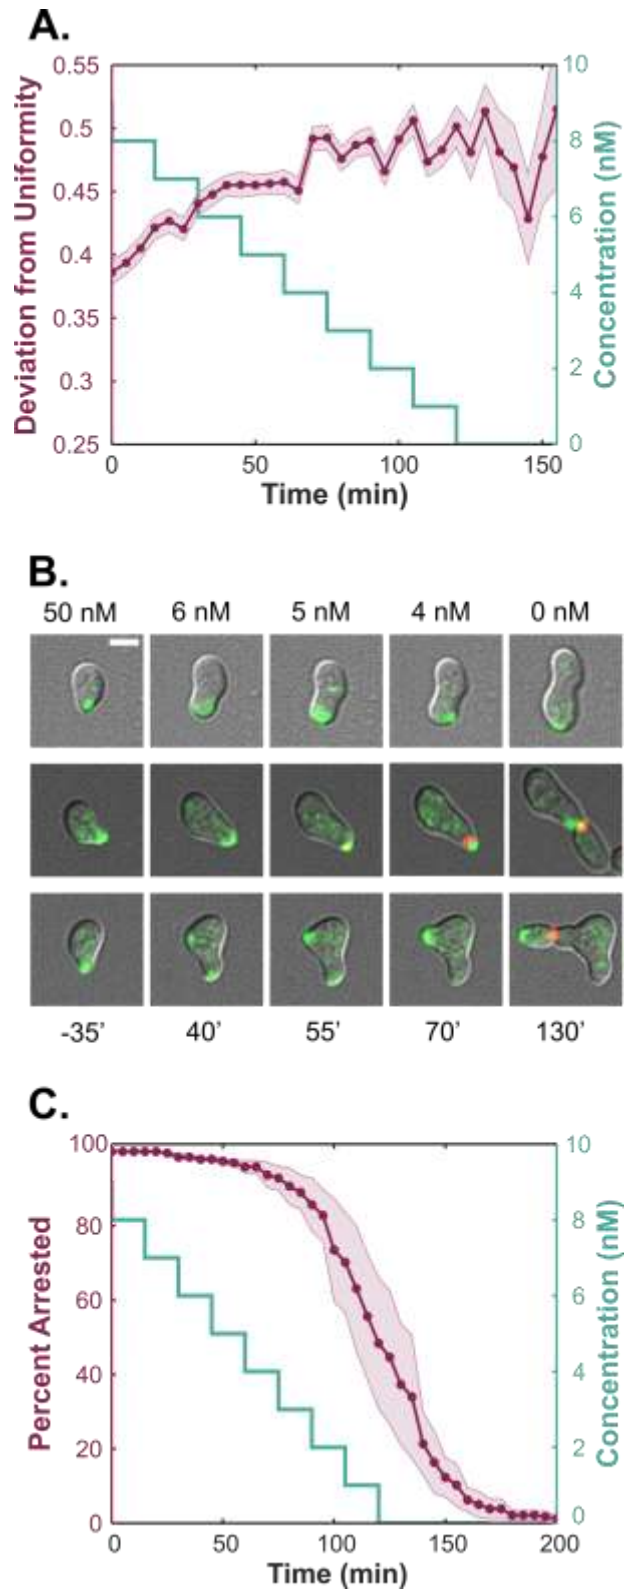 A.
Deviation from Uniformity
0.55
0.5
0.45
0.4
0.35
0.3
0.25
0
50
100
150
Time (min)
10
8
6
4
2
0
Concentration (nM)
B.
50 nM 6 nM 5 nM 4 nM 0 nM
-35’ 40’ 55’ 70’ 130’
C.
Percent Arrested
100
80
60
40
20
0
0 50 100 150 200
Time (min)
10
8
6
4
2
0
Concentration (nM)